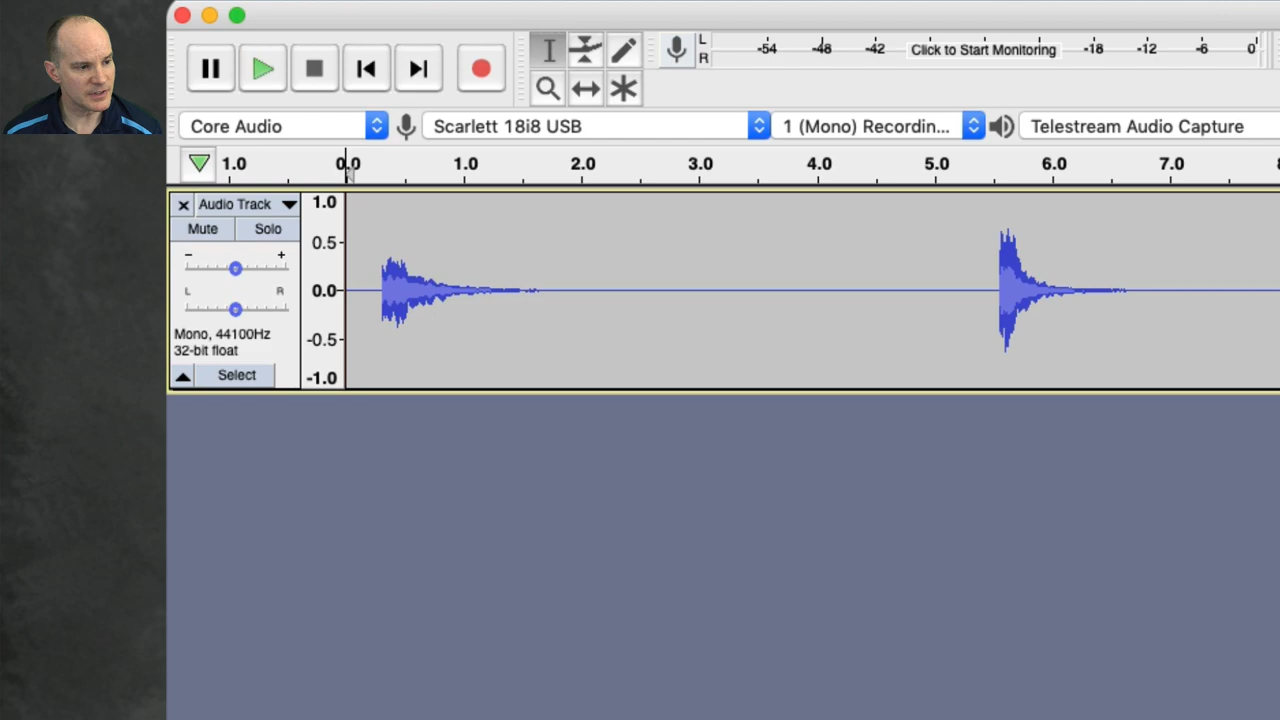 L
R
-54 -48 -42 Click to Start Monitoring -18 -12 -6 0
Core Audio Scarlett 18i8 USB 1 (Mono) Recordin... Telestream Audio Capture
1.0 0.0 1.0 2.0 3.0 4.0 5.0 6.0 7.0
Audio Track 1.0
Mute Solo
0.5
- +
0.0
L R
Mono, 44100Hz
-0.5
32-bit float
Select -1.0